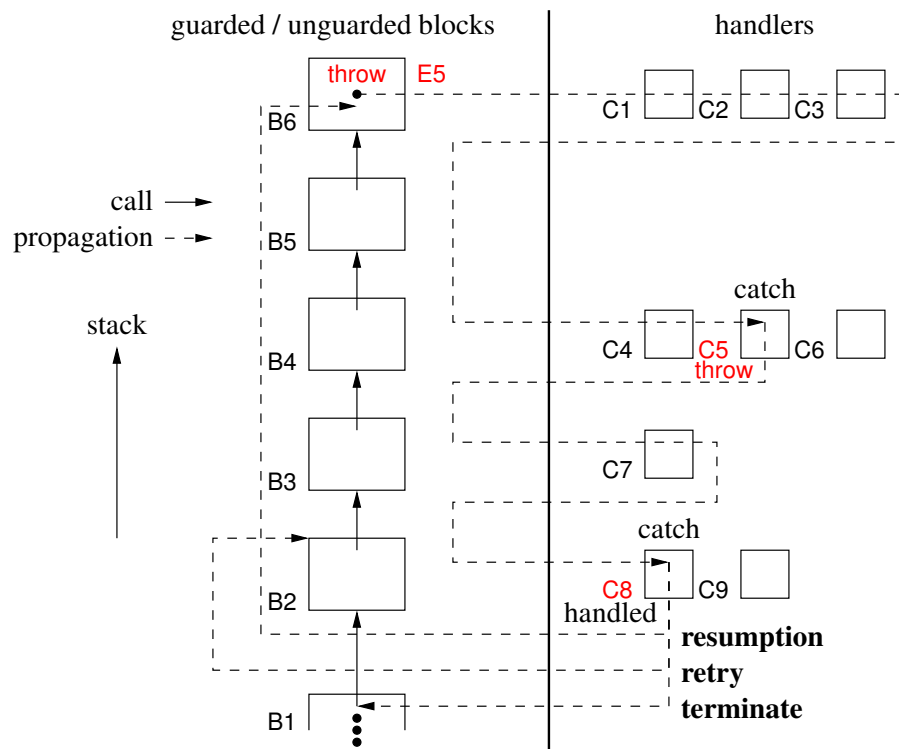 guarded / unguarded blocks
handlers
throw
E5
B6
C1
C2
C3
call
propagation
B5
stack
catch
B4
C4
C5
C6
throw
B3
C7
catch
B2
C8
C9
handled
resumption
retry
terminate
B1